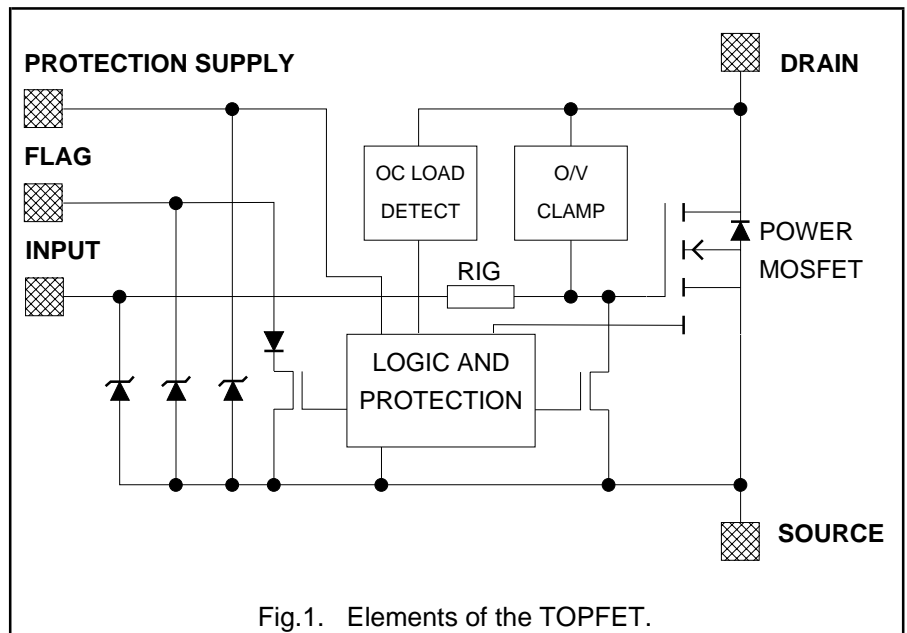 PROTECTION SUPPLY
DRAIN
FLAG
OC LOAD
DETECT
O/V
CLAMP
INPUT
RIG
POWER
MOSFET
LOGIC AND
PROTECTION
SOURCE
Fig.1. Elements of the TOPFET.